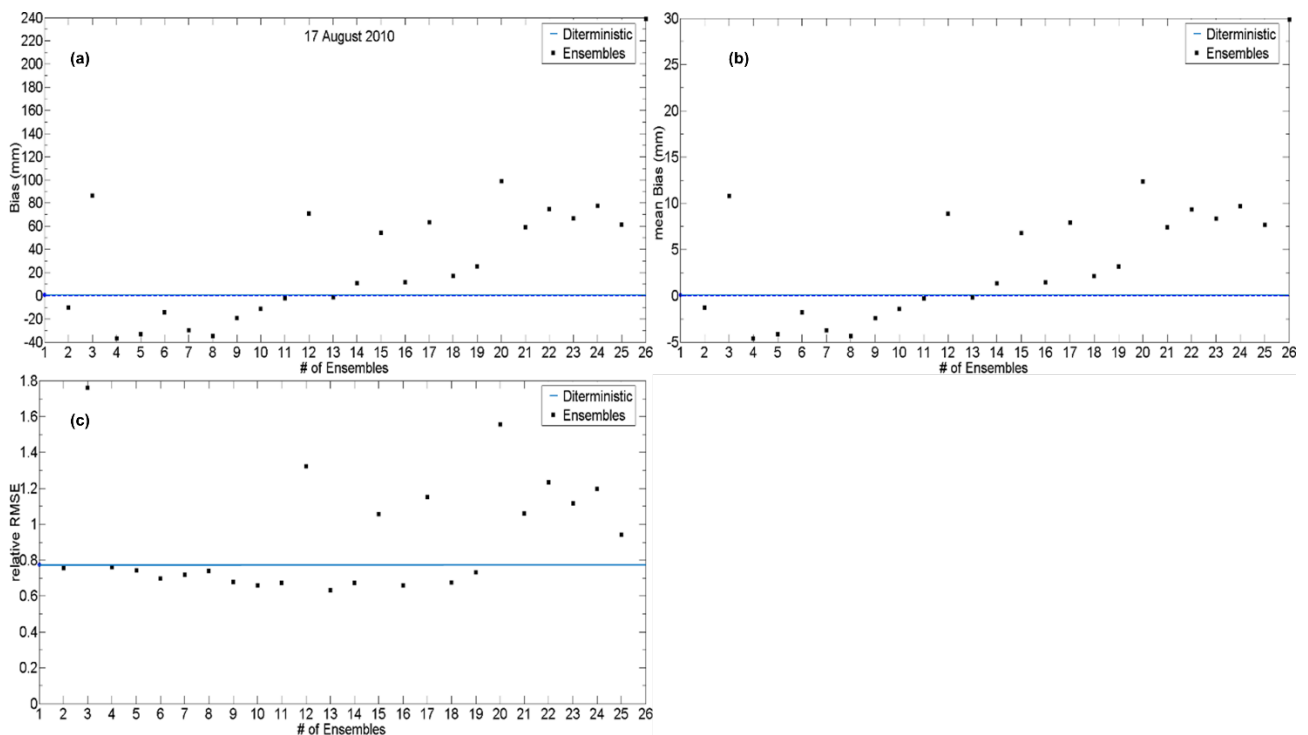 17 August 2010
(a)
Diterministic
Ensembles
Bias (mm)
240
220
200
180
160
140
120
100
80
60
40
20
0
-20
-40
1 2 3 4 5 6 7 8 9 10 11 12 13 14 15 16 17 18 19 20 21 22 23 24 25 26
# of Ensembles
(b)
Diterministic
Ensembles
mean Bias (mm)
30
25
20
15
10
5
0
-5
1 2 3 4 5 6 7 8 9 10 11 12 13 14 15 16 17 18 19 20 21 22 23 24 25 26
# of Ensembles
(c)
Diterministic
Ensembles
relative RMSE
1.8
1.6
1.4
1.2
1
0.8
0.6
0.4
0.2
0
1 2 3 4 5 6 7 8 9 10 11 12 13 14 15 16 17 18 19 20 21 22 23 24 25 26
# of Ensembles